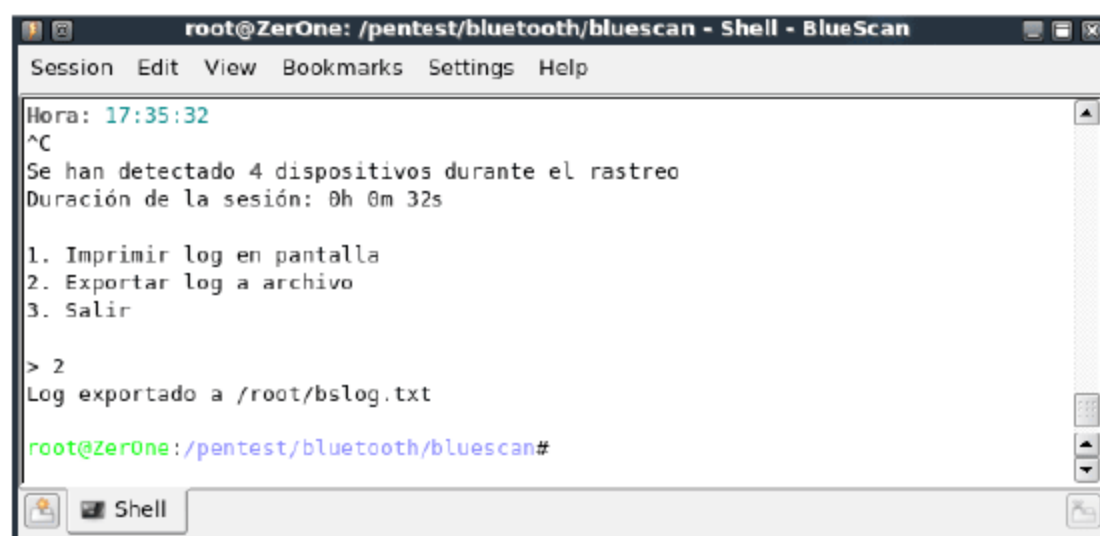 root@ZerOne: /pentest/bluetooth/bluescan - Shell - BlueScan
Session Edit View Bookmarks Settings Help
Hora: 17:35:32
^C
Se han detectado 4 dispositivos durante el rastreo
Duración de la sesión: 0h 0m 32s
1. Imprimir log en pantalla
2. Exportar log a archivo
3. Salir
> 2
Log exportado a /root/bslog.txt
root@ZerOne:/pentest/bluetooth/bluescan#
Shell